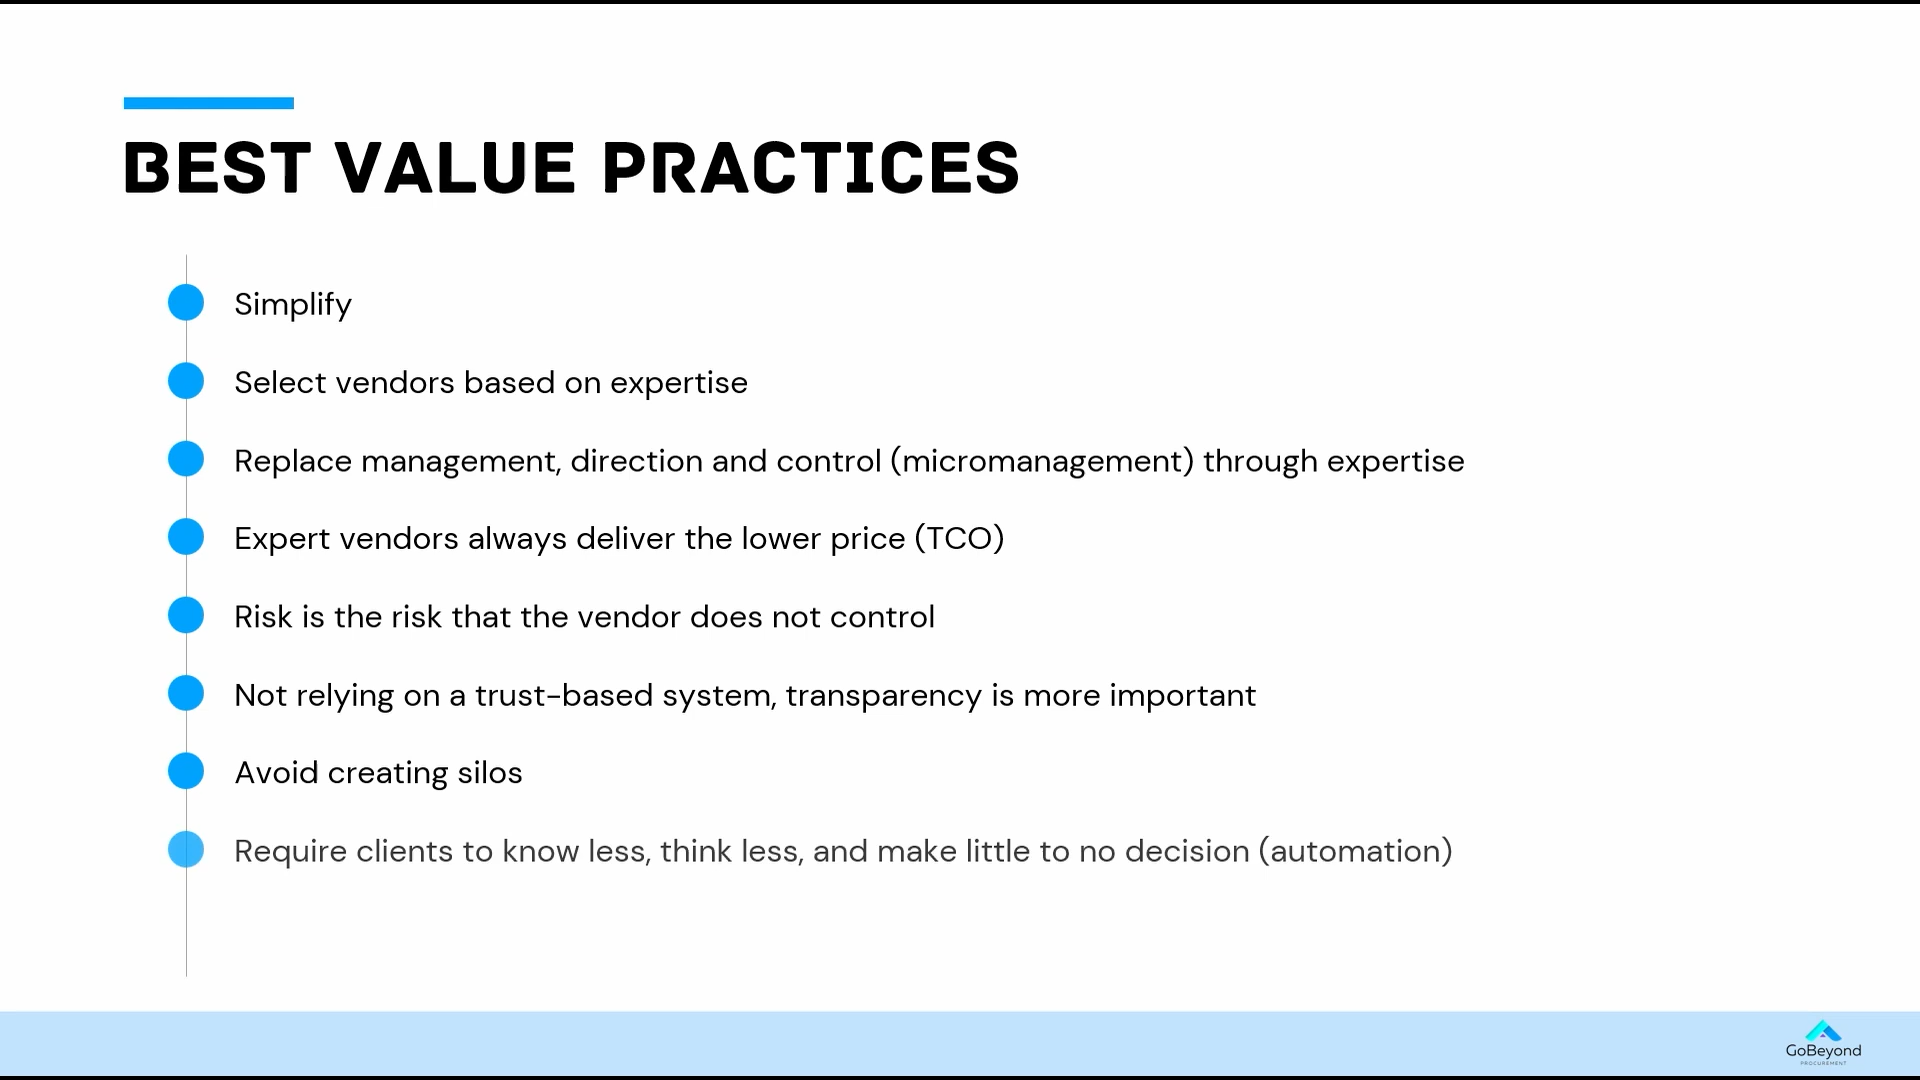 BEST VALUE PRACTICES
Simplify
Select vendors based on expertise
Replace management, direction and control (micromanagement) through expertise
Expert vendors always deliver the lower price (TCO)
Risk is the risk that the vendor does not control
Not relying on a trust-based system, transparency is more important
Avoid creating silos
Require clients to know less, think less, and make little to no decision (automation)
GoBeyond
PROCUREMENT